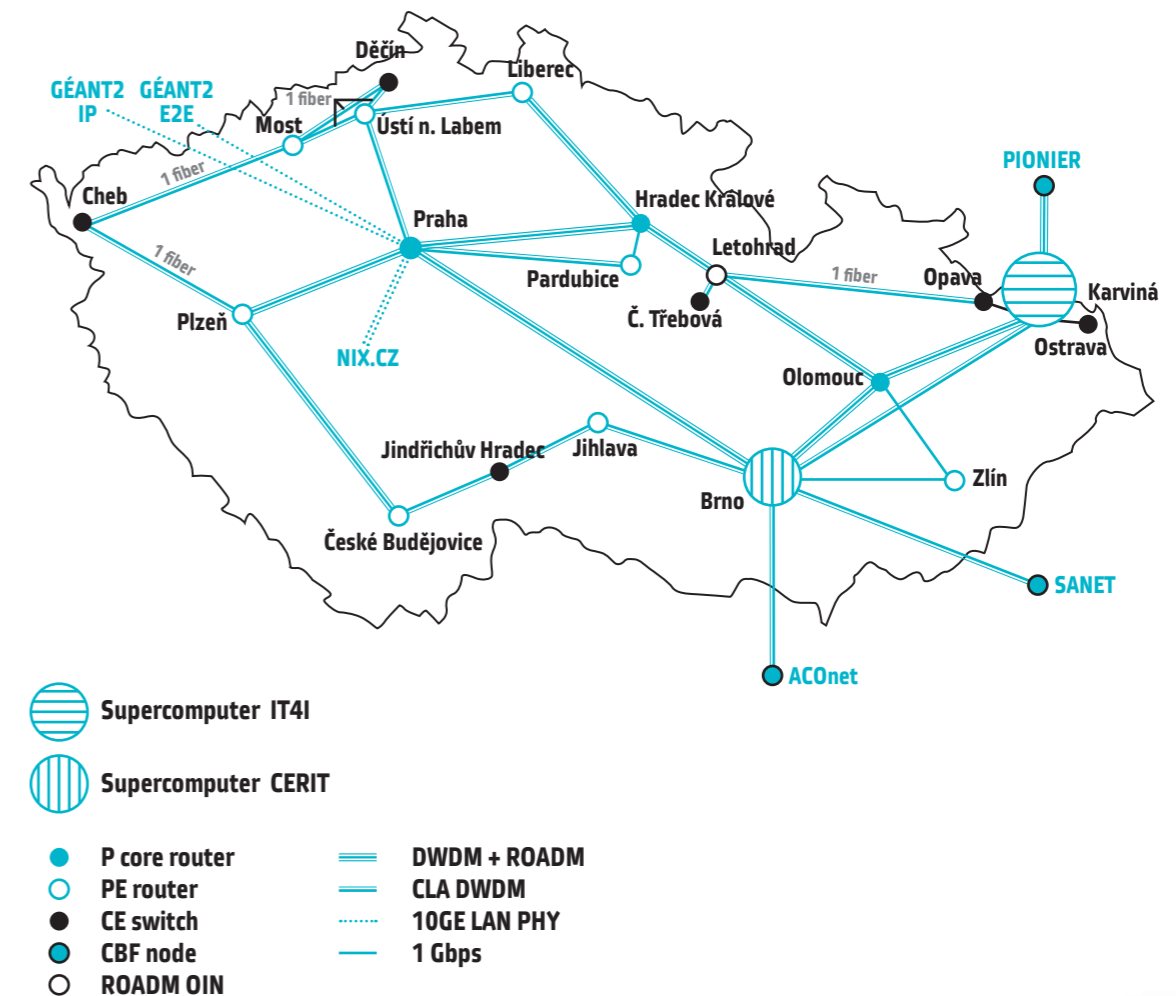 Děčín
Liberec
GÉANT2
IP
GÉANT2
E2E
1 fiber
Most
Ústí n. Labem
PIONIER
1 fiber
Cheb
Hradec Králové
Praha
Letohrad
1 fiber
Pardubice
1 fiber
Opava
Karviná
Plzeň
Č. Třebová
Ostrava
NIX.CZ
Olomouc
Jindřichův Hradec
Jihlava
Zlín
Brno
České Budějovice
SANET
ACOnet
Supercomputer IT4I
Supercomputer CERIT
P core router
DWDM + ROADM
PE router
CLA DWDM
CE switch
10GE LAN PHY
CBF node
1 Gbps
ROADM OIN